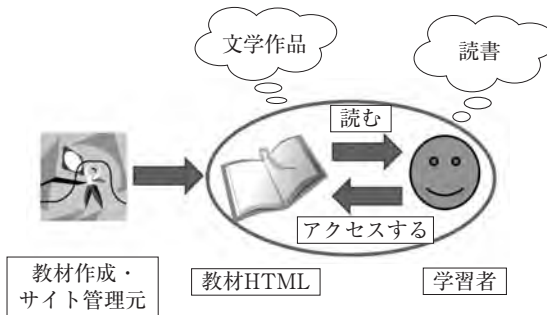 文学作品
読書
読む
アクセスする
教材作成・
サイト管理元
教材HTML
学習者